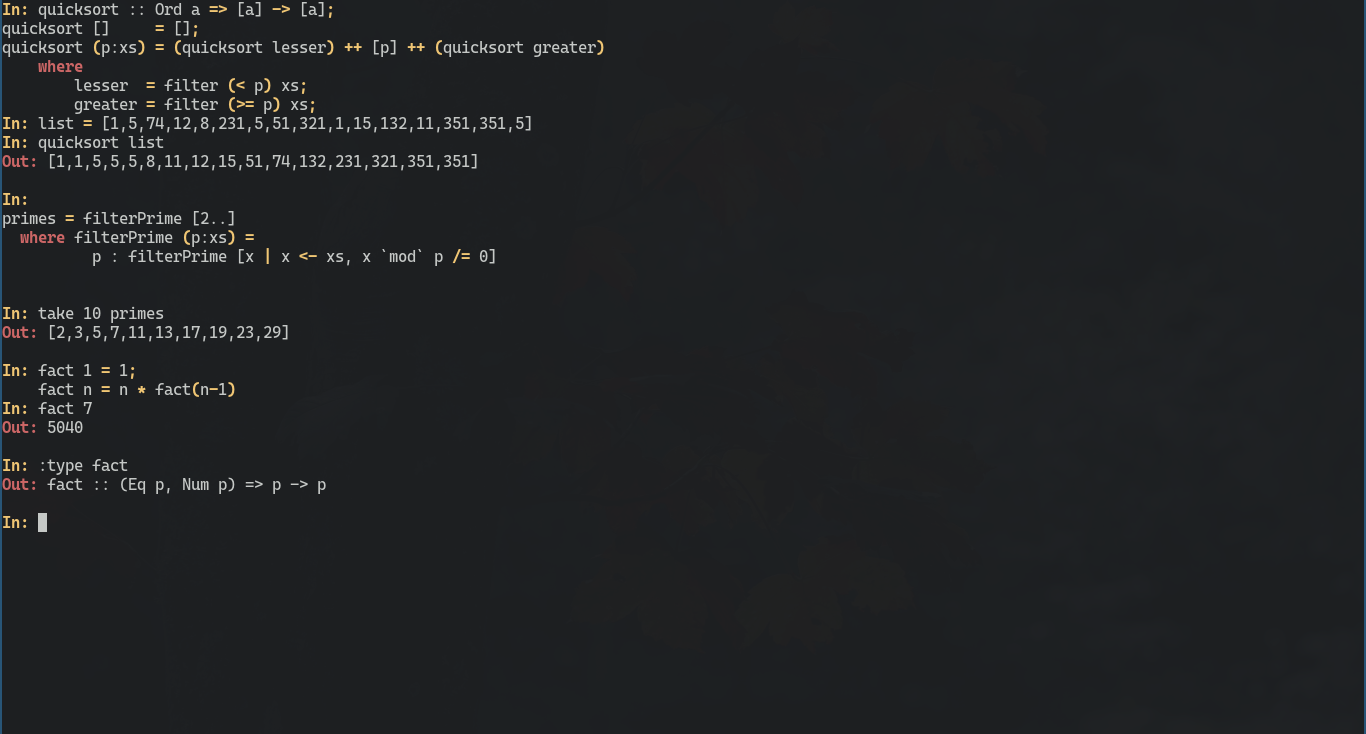 In: quicksort :: Ord a => [a] -> [a];
quicksort []     = [];
quicksort (p:xs) = (quicksort lesser) ++ [p] ++ (quicksort greater)
    where
        lesser  = filter (< p) xs;
        greater = filter (>= p) xs;
In: list = [1,5,74,12,8,231,5,51,321,1,15,132,11,351,351,5]
In: quicksort list
Out: [1,1,5,5,5,8,11,12,15,51,74,132,231,321,351,351]
In:
primes = filterPrime [2..]
  where filterPrime (p:xs) =
          p : filterPrime [x | x <- xs, x `mod` p /= 0]
In: take 10 primes
Out: [2,3,5,7,11,13,17,19,23,29]
In: fact 1 = 1;
    fact n = n * fact(n-1)
In: fact 7
Out: 5040
In: :type fact
Out: fact :: (Eq p, Num p) => p -> p
In: